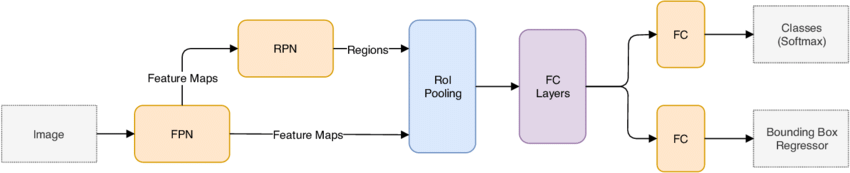 RPN
Regions
Feature Maps
Image
FPN
Feature Maps
RoI
Pooling
FC
Layers
FC
Classes
(Softmax)
FC
Bounding Box
Regressor